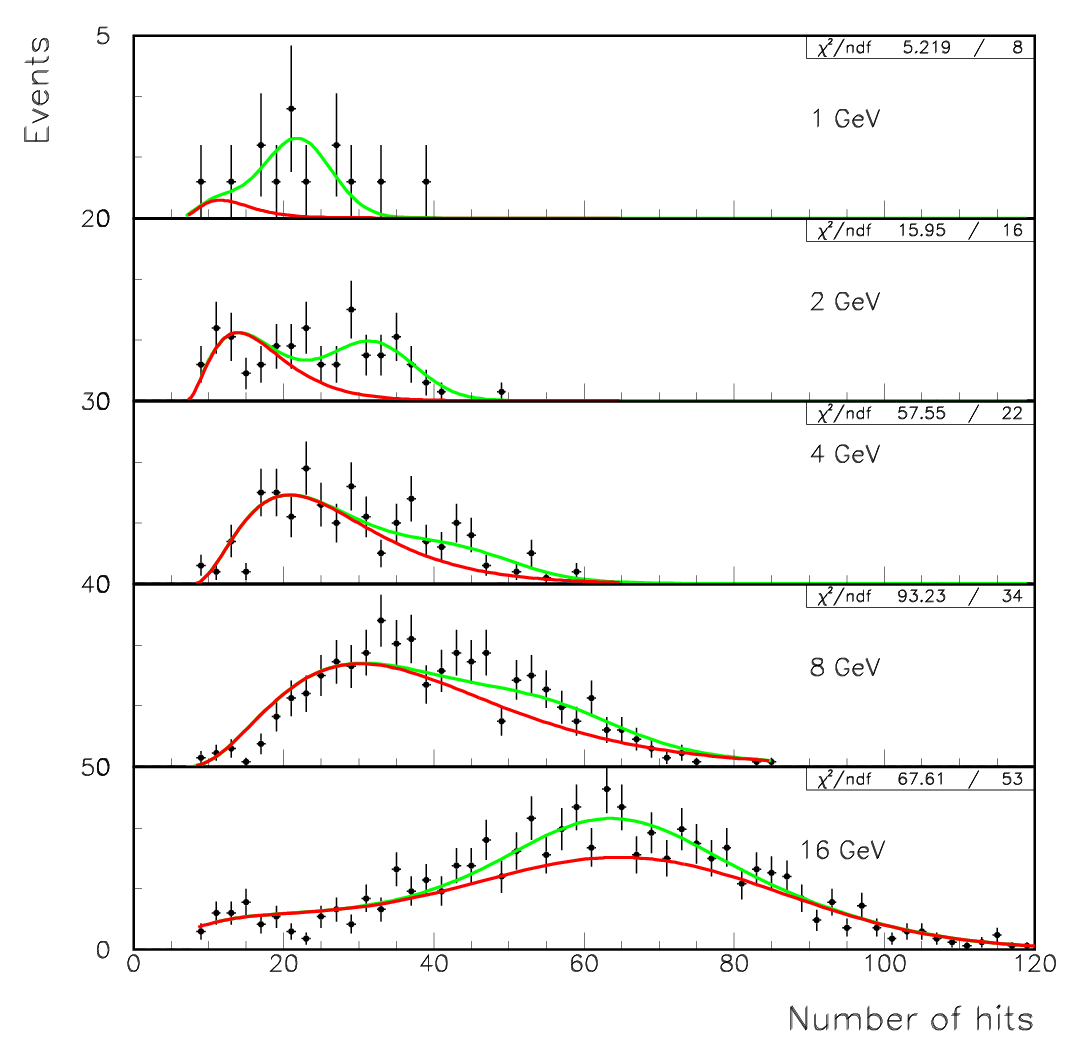 Events
5
χ²/ndf 5.219 / 8
1 GeV
20
χ²/ndf 15.95 / 16
2 GeV
30
χ²/ndf 57.55 / 22
4 GeV
40
χ²/ndf 93.23 / 34
8 GeV
50
χ²/ndf 67.61 / 53
16 GeV
0
0 20 40 60 80 100 120
Number of hits